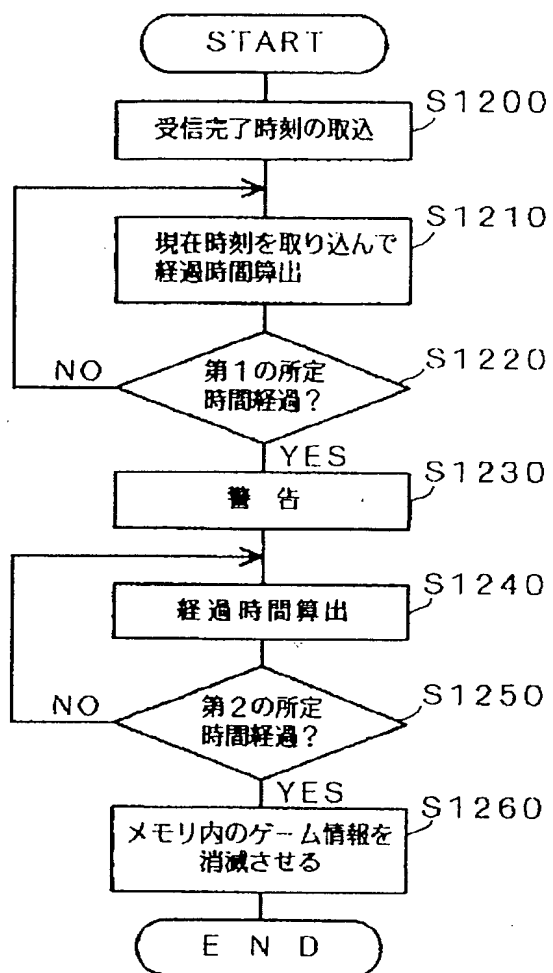 START
S1200
受信完了時刻の取込
S1210
現在時刻を取り込んで
経過時間算出
S1220
第1の所定
時間経過?
NO
YES
S1230
警 告
S1240
経過時間算出
S1250
第2の所定
時間経過?
NO
YES
S1260
メモリ内のゲーム情報を
消滅させる
E N D